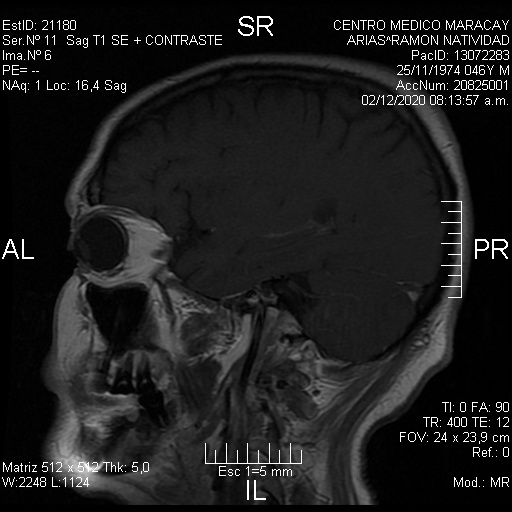 EstID: 21180
Ser.Nº 11 Sag T1 SE + CONTRASTE
Ima.Nº 6
PE= --
NAq: 1 Loc: 16,4 Sag
SR
CENTRO MEDICO MARACAY
ARIAS^RAMON NATIVIDAD
PacID: 13072283
25/11/1974 046Y M
AccNum: 20825001
02/12/2020 08:13:57 a.m.
AL
PR
Matriz 512 x 512 Thk: 5,0
W:2248 L:1124
Esc 1=5 mm
IL
TI: 0 FA: 90
TR: 400 TE: 12
FOV: 24 x 23,9 cm
Ref.: 0
Mod.: MR